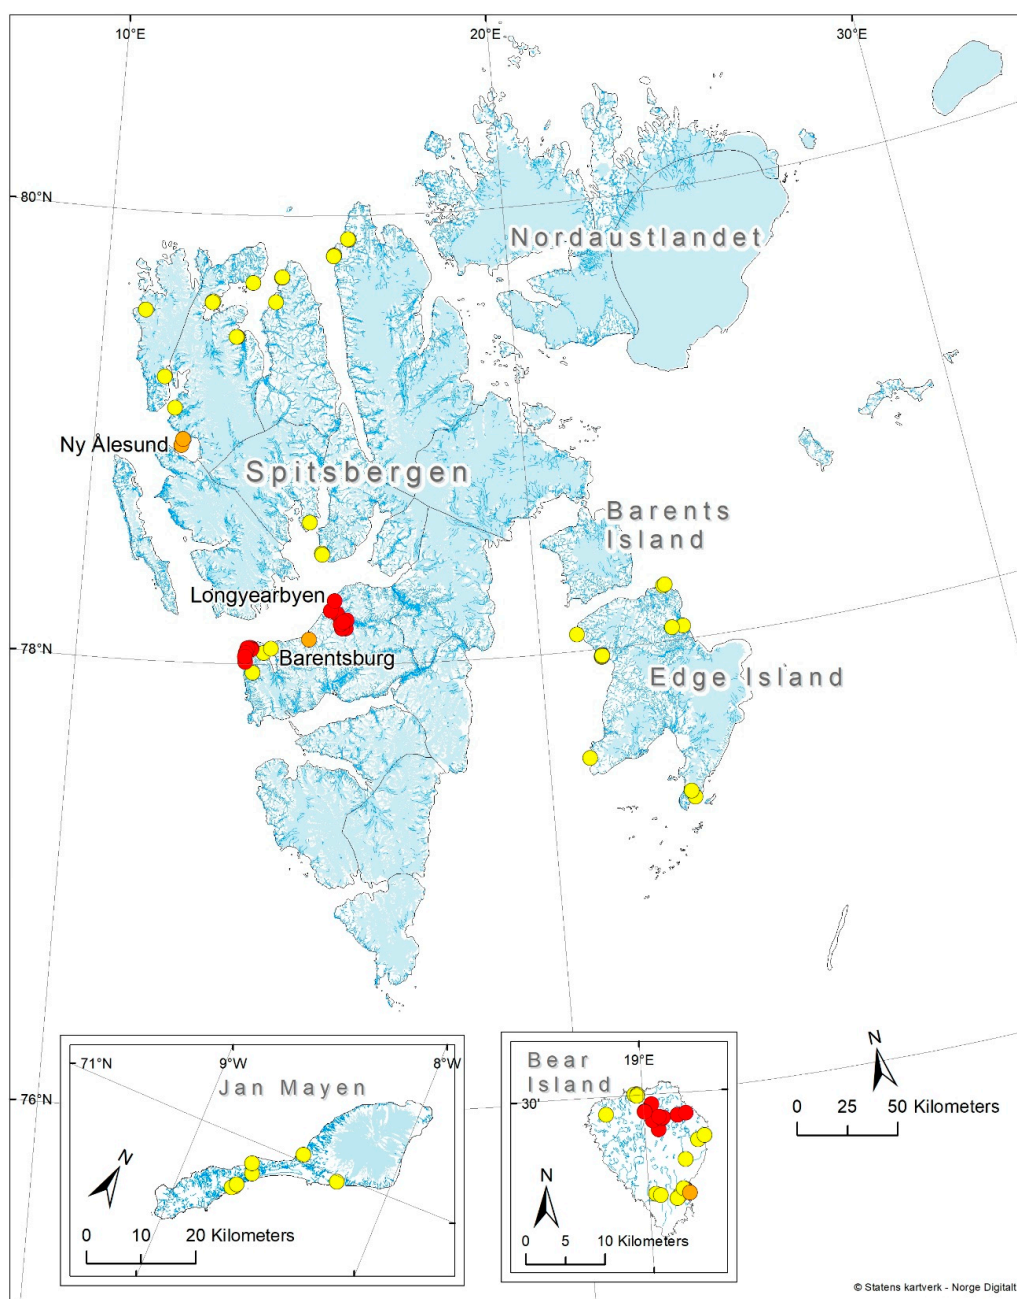 10°E
20°E
30°E
80°N
Nordaustlandet
Ny Ålesund
Spitsbergen
Barents
Island
Longyearbyen
78°N
Barentsburg
Edge Island
76°N
71°N
9°W
8°W
Jan Mayen
N
0 10 20 Kilometers
Bear
Island
19°E
30'
N
0 5 10 Kilometers
N
0 25 50 Kilometers
© Statens kartverk - Norge Digitalt